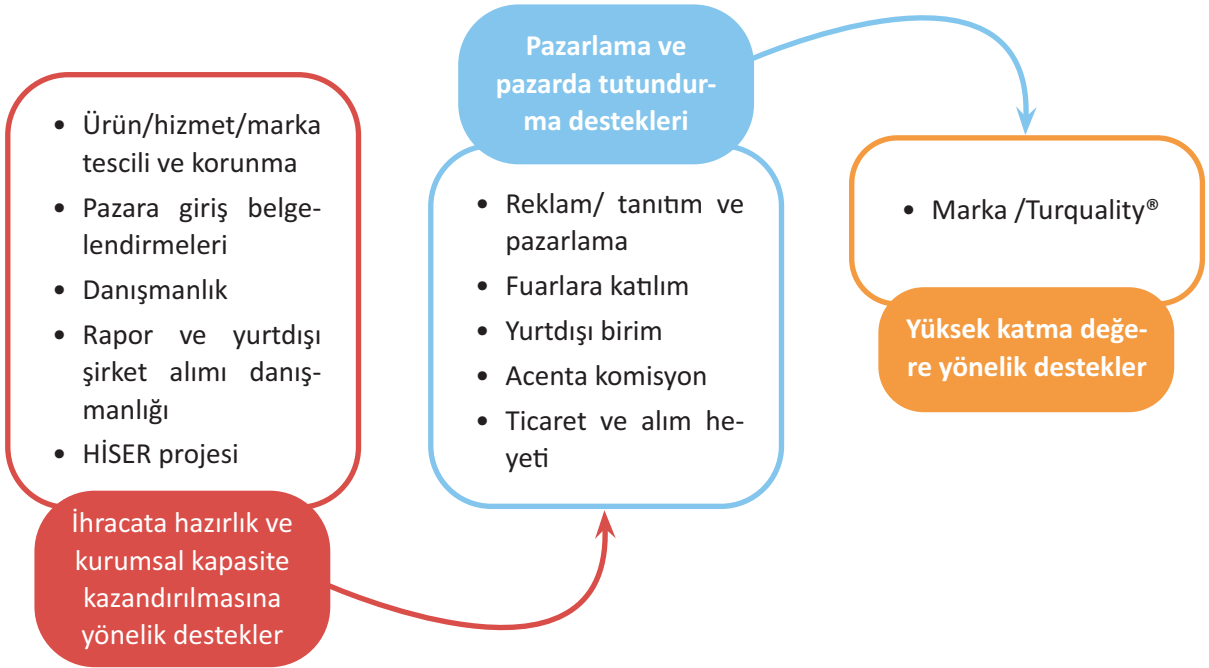 • Ürün/hizmet/marka
tescili ve korunma
• Pazara giriş belge-
lendirmeleri
• Danışmanlık
• Rapor ve yurtdışı
şirket alımı danış-
manlığı
• HİSER projesi
İhracata hazırlık ve
kurumsal kapasite
kazandırılmasına
yönelik destekler
Pazarlama ve
pazarda tutundur-
ma destekleri
• Reklam/ tanıtım ve
pazarlama
• Fuarlara katılım
• Yurtdışı birim
• Acenta komisyon
• Ticaret ve alım he-
yeti
• Marka /Turquality®
Yüksek katma değe-
re yönelik destekler